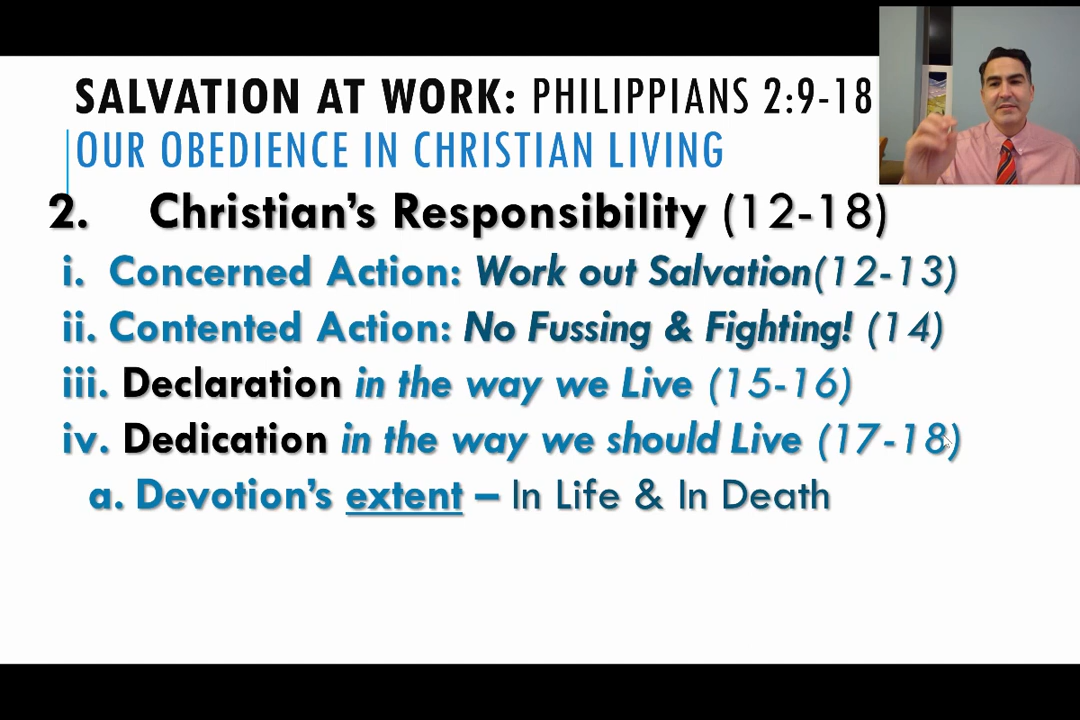 SALVATION AT WORK: PHILIPPIANS 2:9-18
OUR OBEDIENCE IN CHRISTIAN LIVING
2. Christian’s Responsibility (12-18)
i. Concerned Action: Work out Salvation(12-13)
ii. Contented Action: No Fussing & Fighting! (14)
iii. Declaration in the way we Live (15-16)
iv. Dedication in the way we should Live (17-18)
a. Devotion’s extent – In Life & In Death